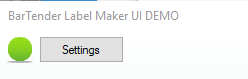 BarTender Label Maker UI DEMO
Settings